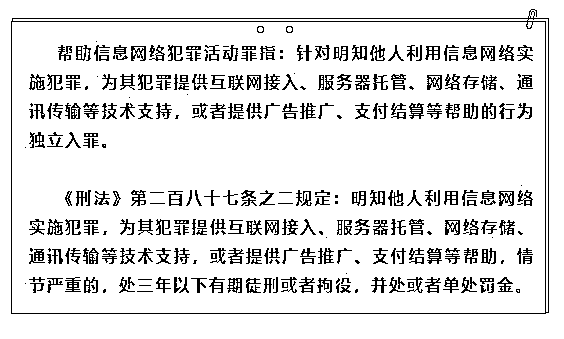 帮助信息网络犯罪活动罪指：针对明知他人利用信息网络实
施犯罪，为其犯罪提供互联网接入、服务器托管、网络存储、通
讯传输等技术支持，或者提供广告推广、支付结算等帮助的行为
独立入罪。
《刑法》第二百八十七条之二规定：明知他人利用信息网络
实施犯罪，为其犯罪提供互联网接入、服务器托管、网络存储、
通讯传输等技术支持，或者提供广告推广、支付结算等帮助，情
节严重的，处三年以下有期徒刑或者拘役，并处或者单处罚金。